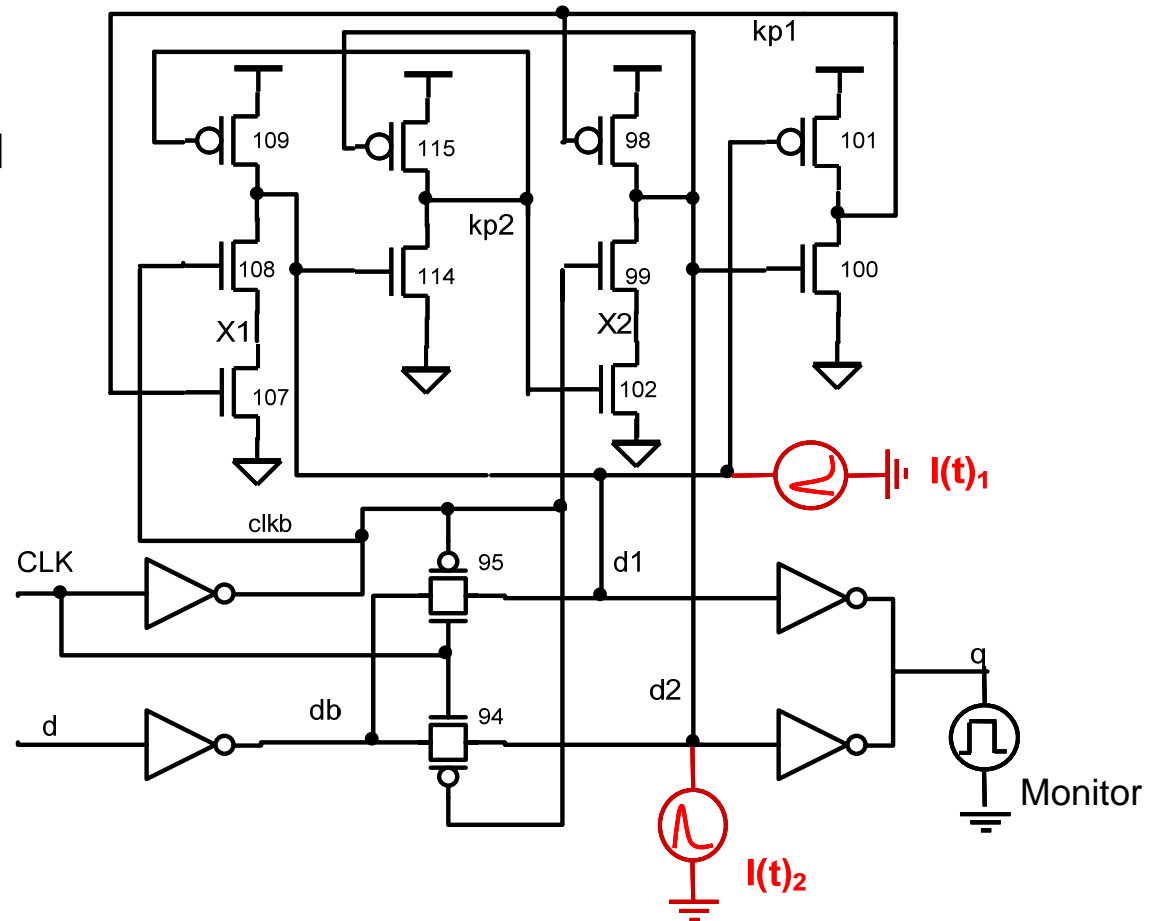 kp1
109
115
98
101
kp2
108
114
99
100
X1
X2
107
102
I(t)1
clkb
CLK
95
d1
q
d2
d
db
94
Monitor
I(t)2